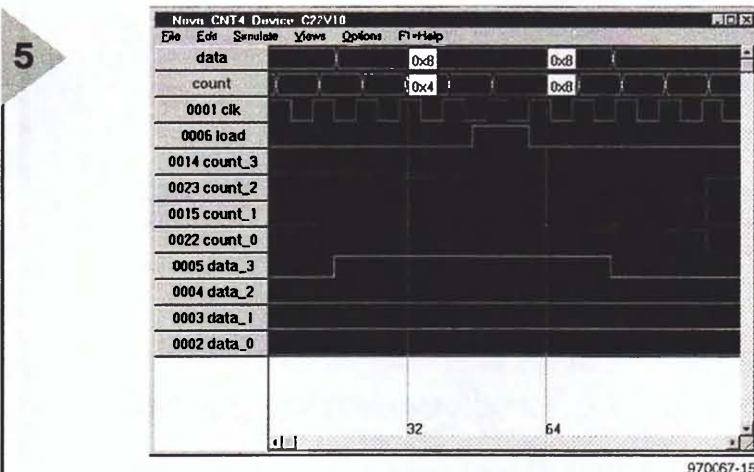 5
Nova CNT4 Device C22V10
File Edit Simulate Views Options F1=Help
data 0x8 0x8
count 0x4 0x8
0001 clk
0006 load
0014 count_3
0023 count_2
0015 count_1
0022 count_0
0005 data_3
0004 data_2
0003 data_1
0002 data_0
32 64
970067-15